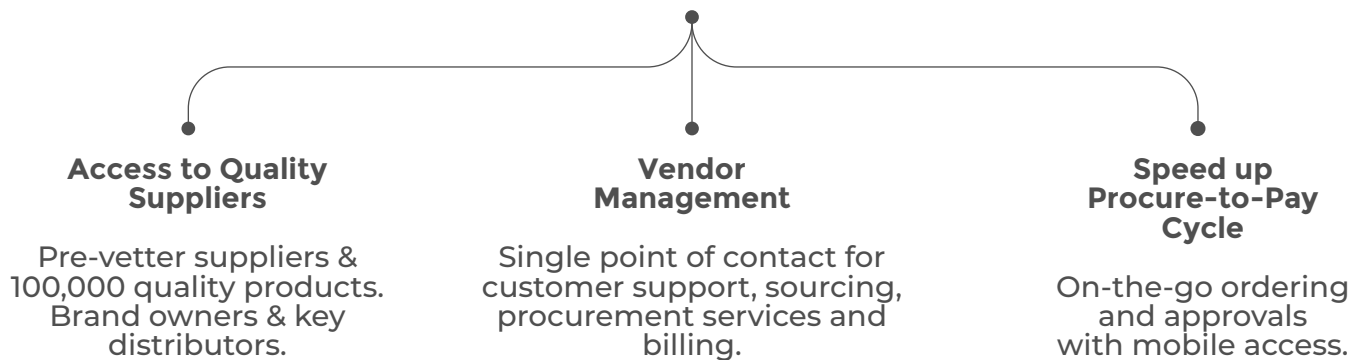 Access to Quality
Suppliers
Pre-vetter suppliers &
100,000 quality products.
Brand owners & key
distributors.
Vendor
Management
Single point of contact for
customer support, sourcing,
procurement services and
billing.
Speed up
Procure-to-Pay
Cycle
On-the-go ordering
and approvals
with mobile access.